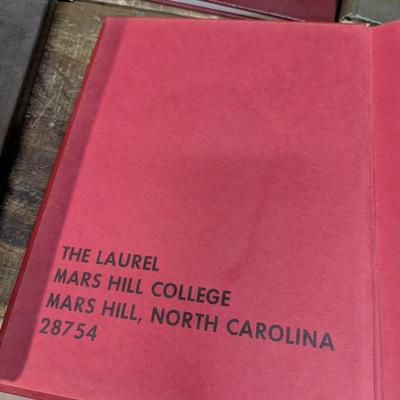 THE LAUREL
MARS HILL COLLEGE
MARS HILL, NORTH CAROLINA
28754